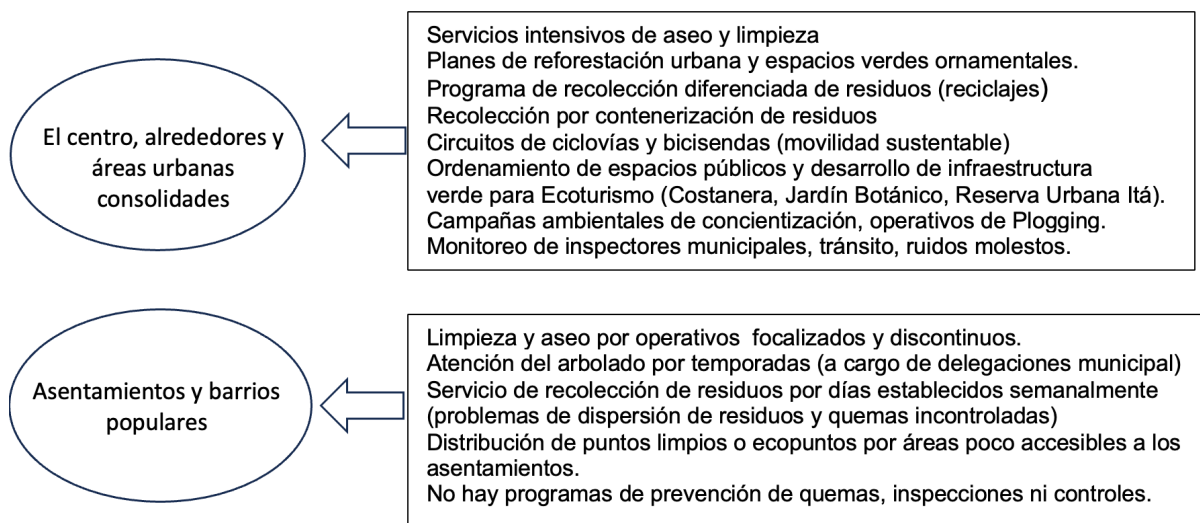 El centro, alrededores y
áreas urbanas
consolidades
Servicios intensivos de aseo y limpieza
Planes de reforestación urbana y espacios verdes ornamentales.
Programa de recolección diferenciada de residuos (reciclajes)
Recolección por contenerización de residuos
Circuitos de ciclovías y bicisendas (movilidad sustentable)
Ordenamiento de espacios públicos y desarrollo de infraestructura
verde para Ecoturismo (Costanera, Jardín Botánico, Reserva Urbana Itá).
Campañas ambientales de concientización, operativos de Plogging.
Monitoreo de inspectores municipales, tránsito, ruidos molestos.
Asentamientos y barrios
populares
Limpieza y aseo por operativos focalizados y discontinuos.
Atención del arbolado por temporadas (a cargo de delegaciones municipal)
Servicio de recolección de residuos por días establecidos semanalmente
(problemas de dispersión de residuos y quemas incontroladas)
Distribución de puntos limpios o ecopuntos por áreas poco accesibles a los
asentamientos.
No hay programas de prevención de quemas, inspecciones ni controles.